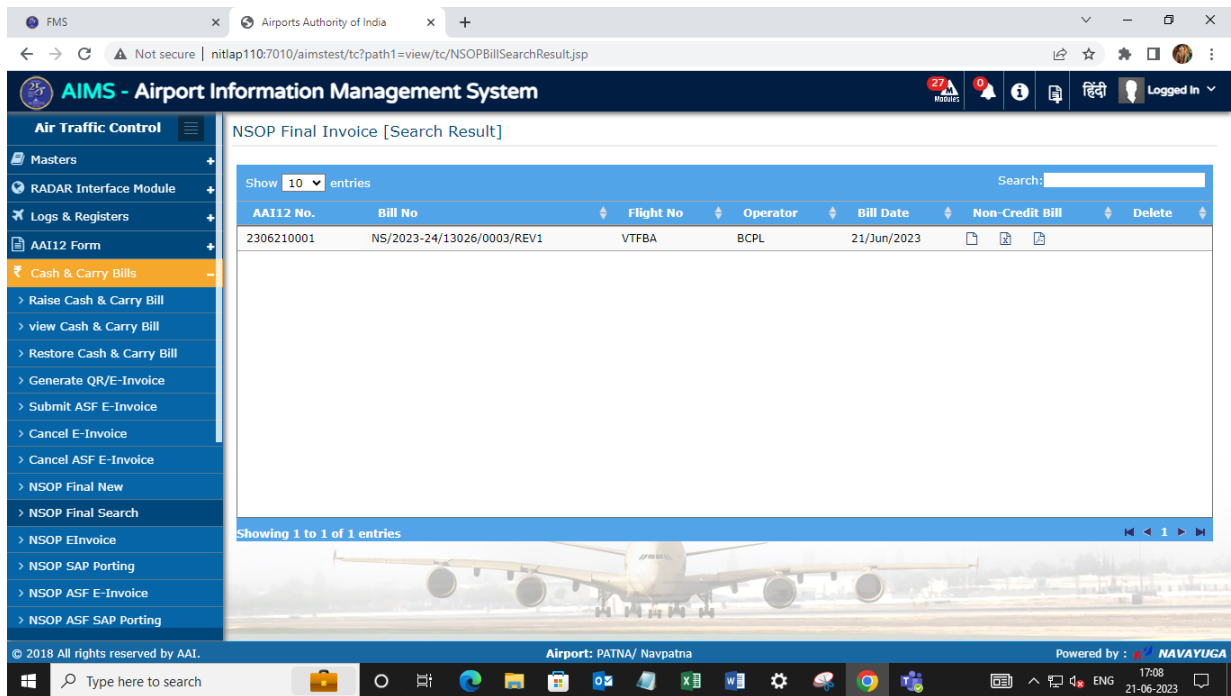 FMS
Airports Authority of India
Not secure | nitlap110:7010/aimstest/tc?path1=view/tc/NSOPBillSearchResult.jsp
AIMS - Airport Information Management System
27
Modules
0
हिंदी
Logged In
Air Traffic Control
Masters
RADAR Interface Module
Logs & Registers
AAI12 Form
Cash & Carry Bills
Raise Cash & Carry Bill
view Cash & Carry Bill
Restore Cash & Carry Bill
Generate QR/E-Invoice
Submit ASF E-Invoice
Cancel E-Invoice
Cancel ASF E-Invoice
NSOP Final New
NSOP Final Search
NSOP EInvoice
NSOP SAP Porting
NSOP ASF E-Invoice
NSOP ASF SAP Porting
NSOP Final Invoice [Search Result]
Show 10 entries Search:
AAI12 No. Bill No Flight No Operator Bill Date Non-Credit Bill Delete
2306210001 NS/2023-24/13026/0003/REV1 VTFBA BCPL 21/Jun/2023
Showing 1 to 1 of 1 entries 1
© 2018 All rights reserved by AAI. Airport: PATNA/ Navpatna Powered by : NAVAYUGA
Type here to search
ENG
17:08
21-06-2023